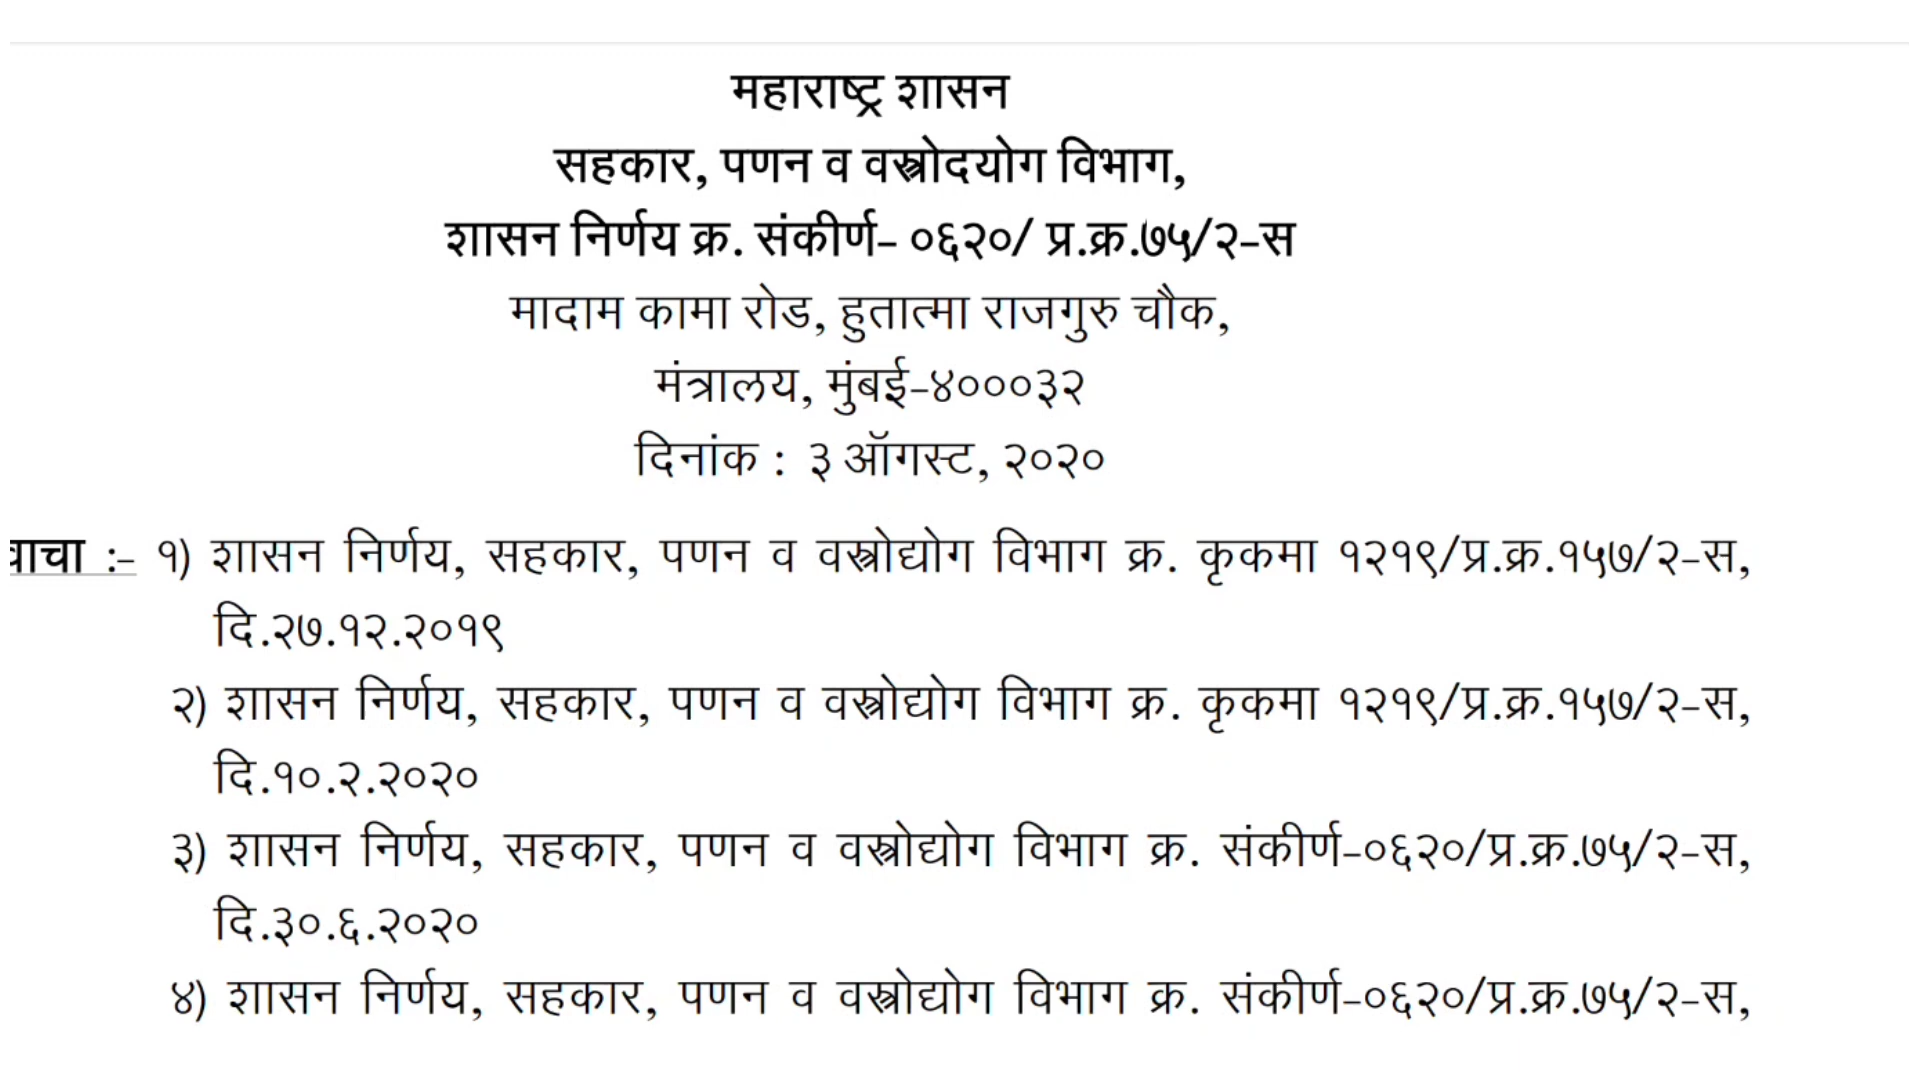 महाराष्ट्र शासन
सहकार, पणन व वस्त्रोदयोग विभाग,
शासन निर्णय क्र. संकीर्ण- ०६२०/ प्र.क्र.७५/२-स
मादाम कामा रोड, हुतात्मा राजगुरु चौक,
मंत्रालय, मुंबई-४०००३२
दिनांक : ३ ऑगस्ट, २०२०
वाचा :- १) शासन निर्णय, सहकार, पणन व वस्त्रोद्योग विभाग क्र. कृकमा १२१९/प्र.क्र.१५७/२-स,
दि.२७.१२.२०१९
२) शासन निर्णय, सहकार, पणन व वस्त्रोद्योग विभाग क्र. कृकमा १२१९/प्र.क्र.१५७/२-स,
दि.१०.२.२०२०
३) शासन निर्णय, सहकार, पणन व वस्त्रोद्योग विभाग क्र. संकीर्ण-०६२०/प्र.क्र.७५/२-स,
दि.३०.६.२०२०
४) शासन निर्णय, सहकार, पणन व वस्त्रोद्योग विभाग क्र. संकीर्ण-०६२०/प्र.क्र.७५/२-स,